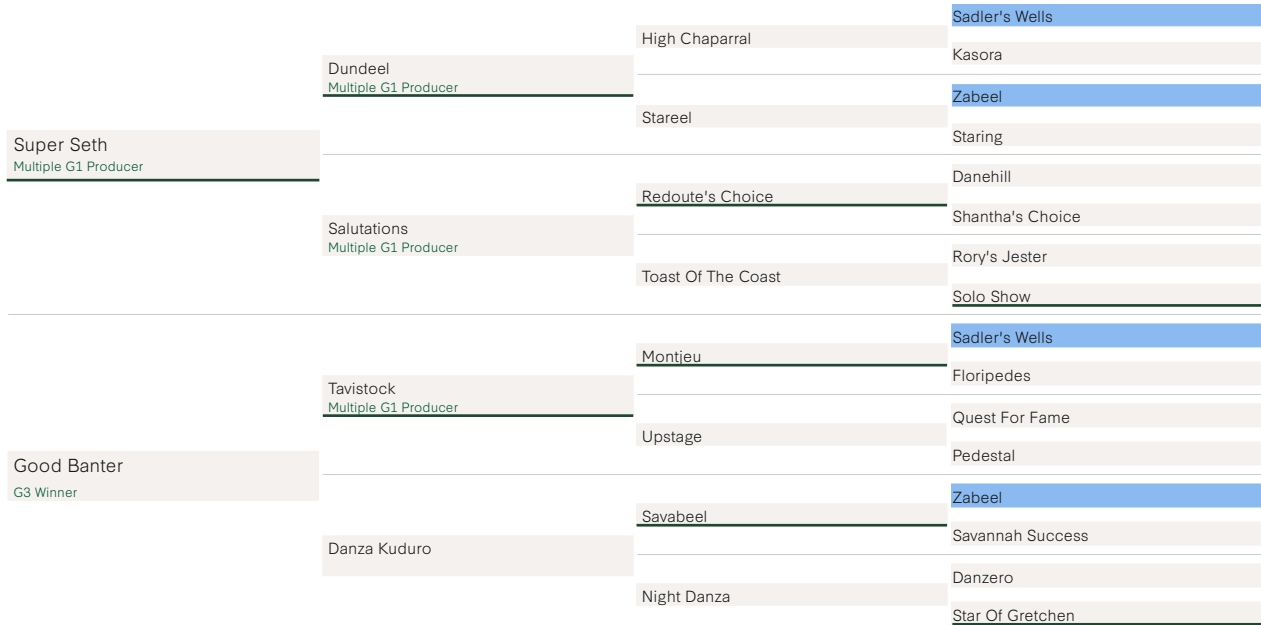 Super Seth
Multiple G1 Producer
Good Banter
G3 Winner
Dundeel
Multiple G1 Producer
Salutations
Multiple G1 Producer
Tavistock
Multiple G1 Producer
Danza Kuduro
High Chaparral
Stareel
Redoute's Choice
Toast Of The Coast
Montjeu
Upstage
Savabeel
Night Danza
Sadler's Wells
Kasora
Zabeel
Staring
Danehill
Shantha's Choice
Rory's Jester
Solo Show
Sadler's Wells
Floripedes
Quest For Fame
Pedestal
Zabeel
Savannah Success
Danzero
Star Of Gretchen